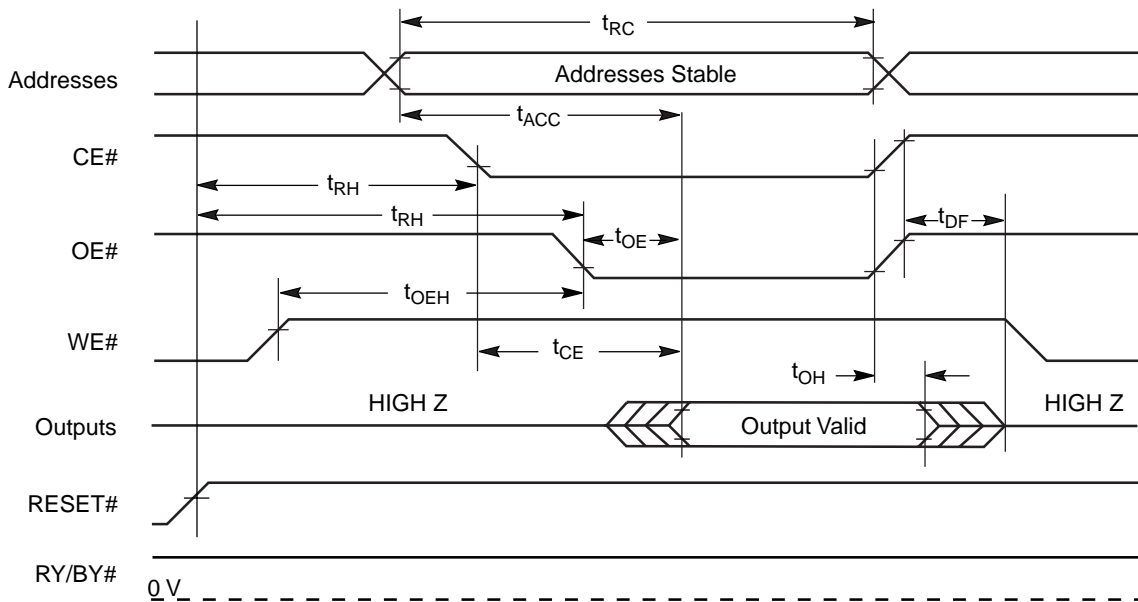 tRC
Addresses
Addresses Stable
tACC
CE#
tRH
tRH
tDF
OE#
tOE
tOEH
WE#
tCE
tOH
HIGH Z
HIGH Z
Outputs
Output Valid
RESET#
RY/BY#
0 V